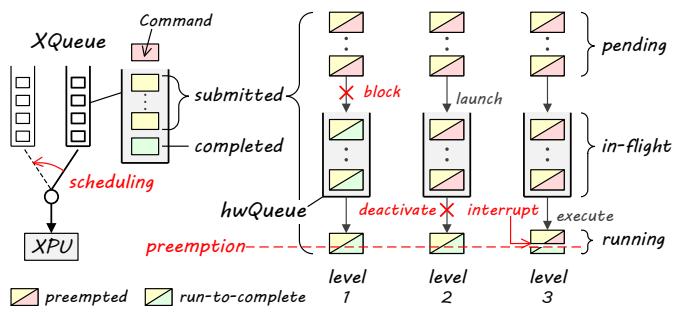 Command
XQueue
submitted
completed
scheduling
XPU
hwQueue
block
launch
deactivate
interrupt
execute
pending
in-flight
running
preemption
level
1
level
2
level
3
preempted
run-to-complete